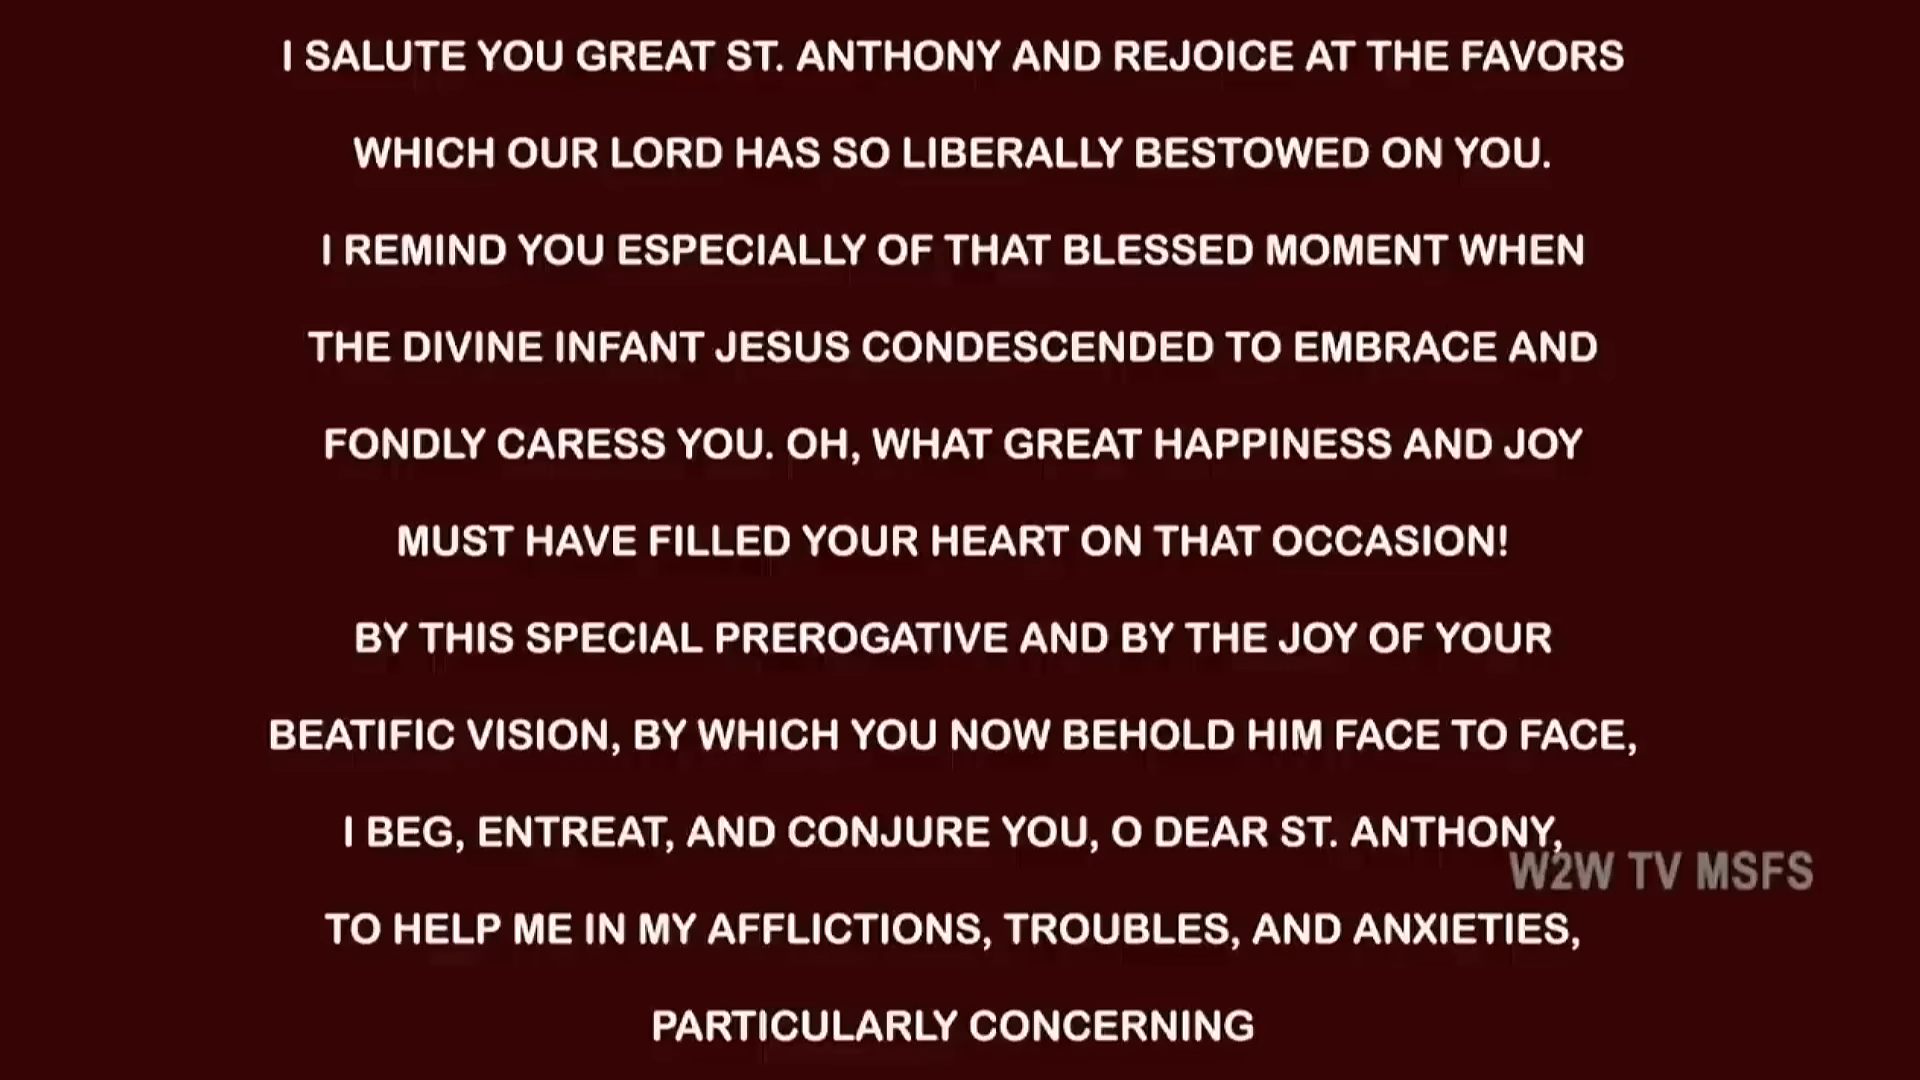 I SALUTE YOU GREAT ST. ANTHONY AND REJOICE AT THE FAVORS
WHICH OUR LORD HAS SO LIBERALLY BESTOWED ON YOU.
I REMIND YOU ESPECIALLY OF THAT BLESSED MOMENT WHEN
THE DIVINE INFANT JESUS CONDESCENDED TO EMBRACE AND
FONDLY CARESS YOU. OH, WHAT GREAT HAPPINESS AND JOY
MUST HAVE FILLED YOUR HEART ON THAT OCCASION!
BY THIS SPECIAL PREROGATIVE AND BY THE JOY OF YOUR
BEATIFIC VISION, BY WHICH YOU NOW BEHOLD HIM FACE TO FACE,
I BEG, ENTREAT, AND CONJURE YOU, O DEAR ST. ANTHONY,
W2W TV MSFS
TO HELP ME IN MY AFFLICTIONS, TROUBLES, AND ANXIETIES,
PARTICULARLY CONCERNING